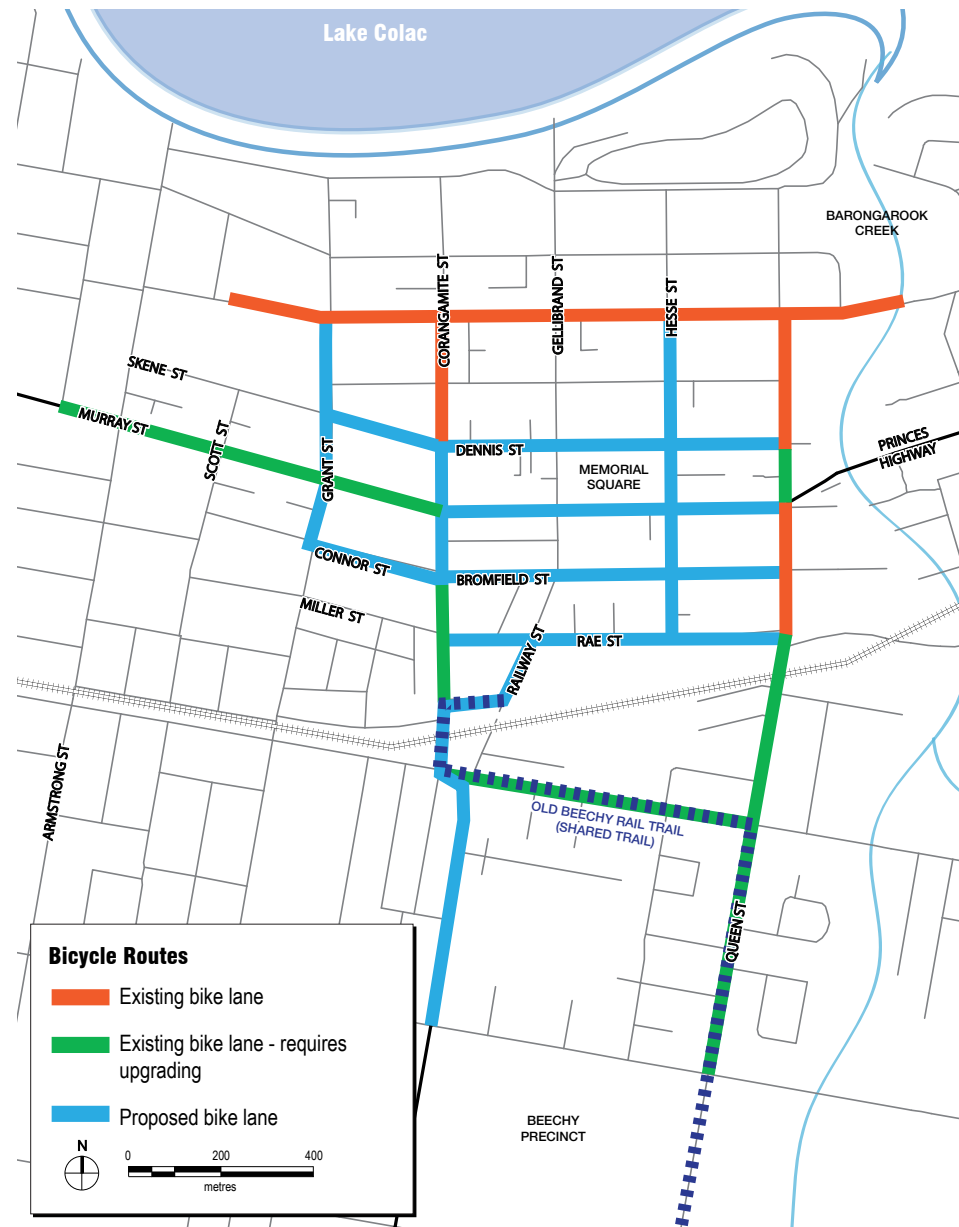 Lake Colac
BARONGAROOK
CREEK
CORANGAMITE ST
GELLIBRAND ST
HESSE ST
SKENE ST
MURRAY ST
SCOTT ST
GRANT ST
DENNIS ST
MEMORIAL
SQUARE
PRINCES
HIGHWAY
CONNOR ST
BROMFIELD ST
MILLER ST
RAE ST
RAILWAY ST
ARMSTRONG ST
OLD BEECHY RAIL TRAIL
(SHARED TRAIL)
QUEEN ST
BEECHY
PRECINCT
Bicycle Routes
Existing bike lane
Existing bike lane - requires
upgrading
Proposed bike lane
N
0 200 400
metres